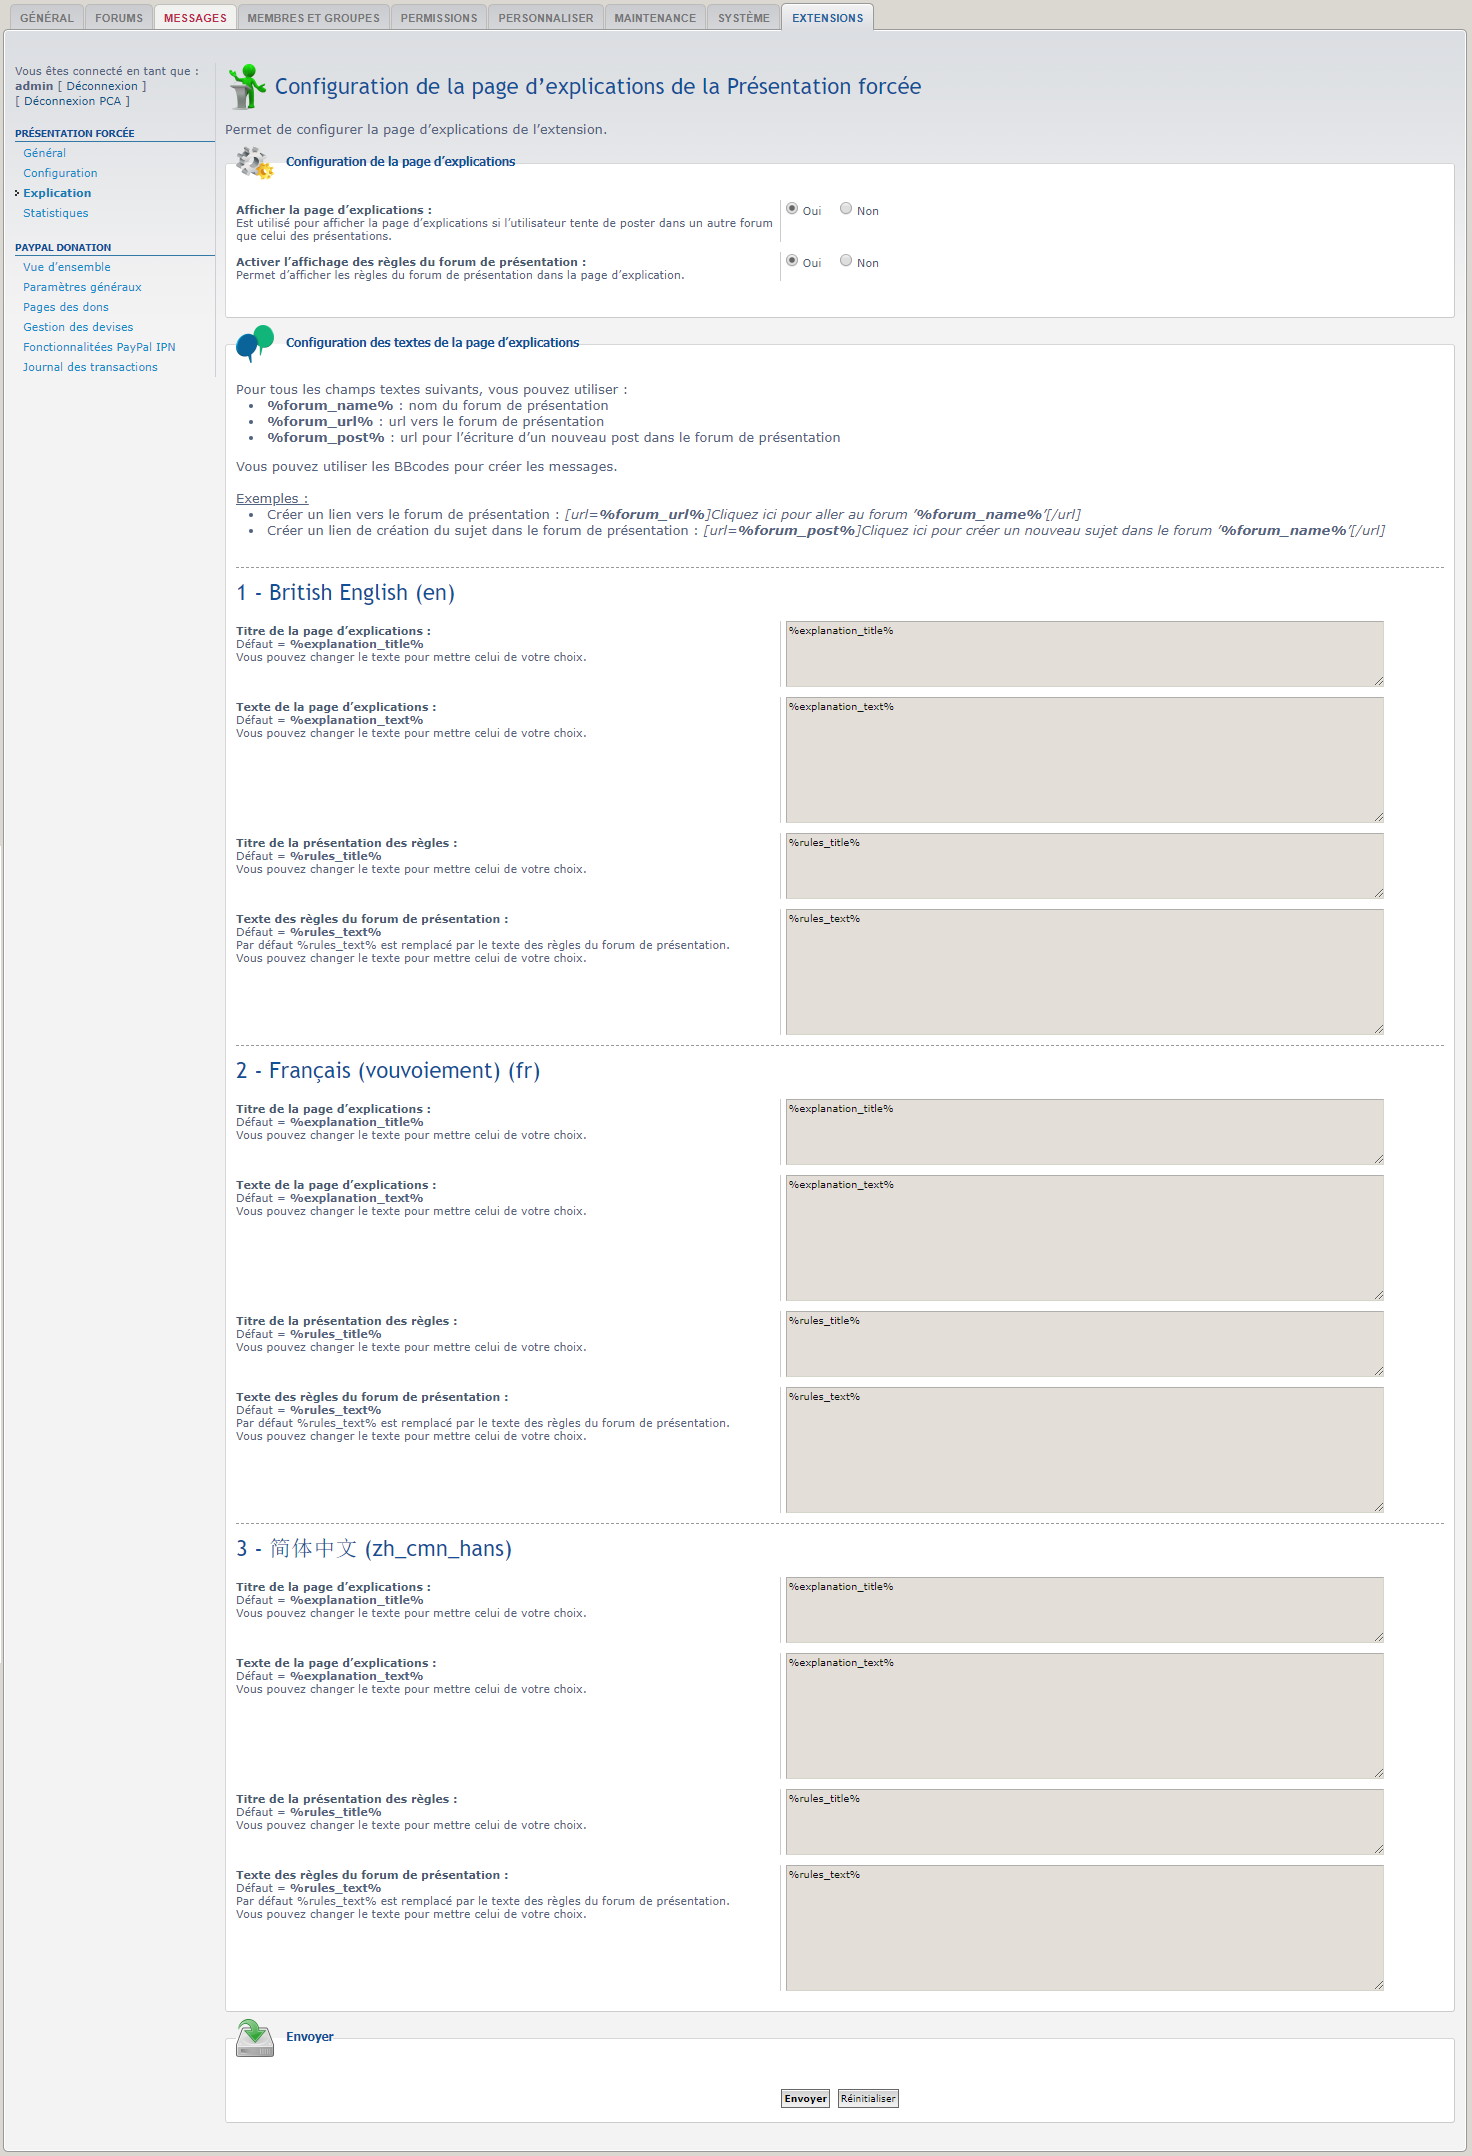 GÉNÉRAL FORUMS MESSAGES MEMBRES ET GROUPES PERMISSIONS PERSONNALISER MAINTENANCE SYSTÈME EXTENSIONS
Vous êtes connecté en tant que :
admin [ Déconnexion ]
[ Déconnexion PCA ]
PRÉSENTATION FORCÉE
Général
Configuration
Explication
Statistiques
PAYPAL DONATION
Vue d’ensemble
Paramètres généraux
Pages des dons
Gestion des devises
Fonctionnalitées PayPal IPN
Journal des transactions
Configuration de la page d’explications de la Présentation forcée
Permet de configurer la page d’explications de l’extension.
Configuration de la page d’explications
Afficher la page d’explications :
Est utilisé pour afficher la page d’explications si l’utilisateur tente de poster dans un autre forum
que celui des présentations.
Oui Non
Activer l’affichage des règles du forum de présentation :
Permet d’afficher les règles du forum de présentation dans la page d’explication.
Oui Non
Configuration des textes de la page d’explications
Pour tous les champs textes suivants, vous pouvez utiliser :
• %forum_name% : nom du forum de présentation
• %forum_url% : url vers le forum de présentation
• %forum_post% : url pour l’écriture d’un nouveau post dans le forum de présentation
Vous pouvez utiliser les BBcodes pour créer les messages.
Exemples :
• Créer un lien vers le forum de présentation : [url=%forum_url%]Cliquez ici pour aller au forum ‘%forum_name%’[/url]
• Créer un lien de création du sujet dans le forum de présentation : [url=%forum_post%]Cliquez ici pour créer un nouveau sujet dans le forum ‘%forum_name%’[/url]
1 - British English (en)
Titre de la page d’explications :
Défaut = %explanation_title%
Vous pouvez changer le texte pour mettre celui de votre choix.
%explanation_title%
Texte de la page d’explications :
Défaut = %explanation_text%
Vous pouvez changer le texte pour mettre celui de votre choix.
%explanation_text%
Titre de la présentation des règles :
Défaut = %rules_title%
Vous pouvez changer le texte pour mettre celui de votre choix.
%rules_title%
Texte des règles du forum de présentation :
Défaut = %rules_text%
Par défaut %rules_text% est remplacé par le texte des règles du forum de présentation.
Vous pouvez changer le texte pour mettre celui de votre choix.
%rules_text%
2 - Français (vouvoiement) (fr)
Titre de la page d’explications :
Défaut = %explanation_title%
Vous pouvez changer le texte pour mettre celui de votre choix.
%explanation_title%
Texte de la page d’explications :
Défaut = %explanation_text%
Vous pouvez changer le texte pour mettre celui de votre choix.
%explanation_text%
Titre de la présentation des règles :
Défaut = %rules_title%
Vous pouvez changer le texte pour mettre celui de votre choix.
%rules_title%
Texte des règles du forum de présentation :
Défaut = %rules_text%
Par défaut %rules_text% est remplacé par le texte des règles du forum de présentation.
Vous pouvez changer le texte pour mettre celui de votre choix.
%rules_text%
3 - 简体中文 (zh_cmn_hans)
Titre de la page d’explications :
Défaut = %explanation_title%
Vous pouvez changer le texte pour mettre celui de votre choix.
%explanation_title%
Texte de la page d’explications :
Défaut = %explanation_text%
Vous pouvez changer le texte pour mettre celui de votre choix.
%explanation_text%
Titre de la présentation des règles :
Défaut = %rules_title%
Vous pouvez changer le texte pour mettre celui de votre choix.
%rules_title%
Texte des règles du forum de présentation :
Défaut = %rules_text%
Par défaut %rules_text% est remplacé par le texte des règles du forum de présentation.
Vous pouvez changer le texte pour mettre celui de votre choix.
%rules_text%
Envoyer
Envoyer Réinitialiser